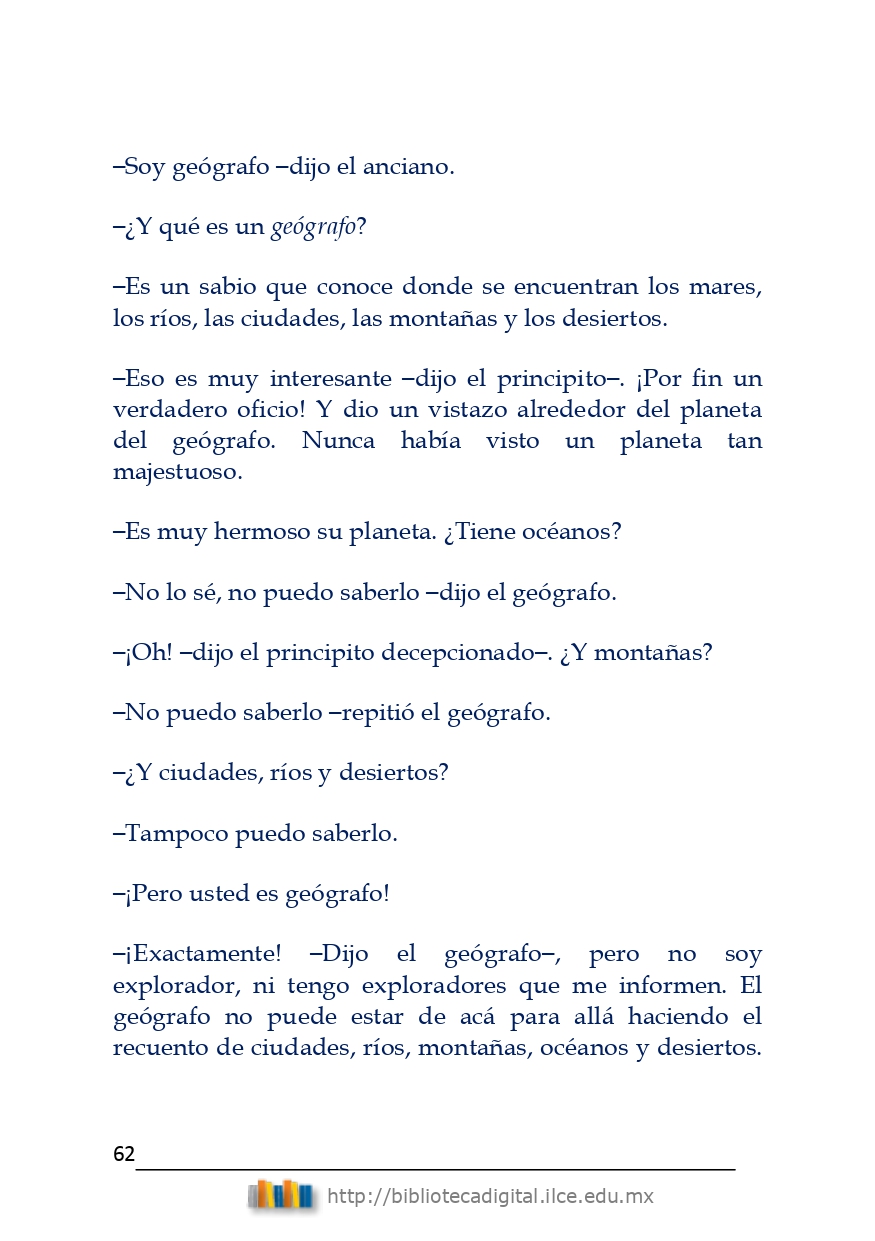 –Soy geógrafo –dijo el anciano.
–¿Y qué es un geógrafo?
–Es un sabio que conoce donde se encuentran los mares,
los ríos, las ciudades, las montañas y los desiertos.
–Eso es muy interesante –dijo el principito–. ¡Por fin un
verdadero oficio! Y dio un vistazo alrededor del planeta
del geógrafo. Nunca había visto un planeta tan
majestuoso.
–Es muy hermoso su planeta. ¿Tiene océanos?
–No lo sé, no puedo saberlo –dijo el geógrafo.
–¡Oh! –dijo el principito decepcionado–. ¿Y montañas?
–No puedo saberlo –repitió el geógrafo.
–¿Y ciudades, ríos y desiertos?
–Tampoco puedo saberlo.
–¡Pero usted es geógrafo!
–¡Exactamente! –Dijo el geógrafo–, pero no soy
explorador, ni tengo exploradores que me informen. El
geógrafo no puede estar de acá para allá haciendo el
recuento de ciudades, ríos, montañas, océanos y desiertos.
62
http://bibliotecadigital.ilce.edu.mx